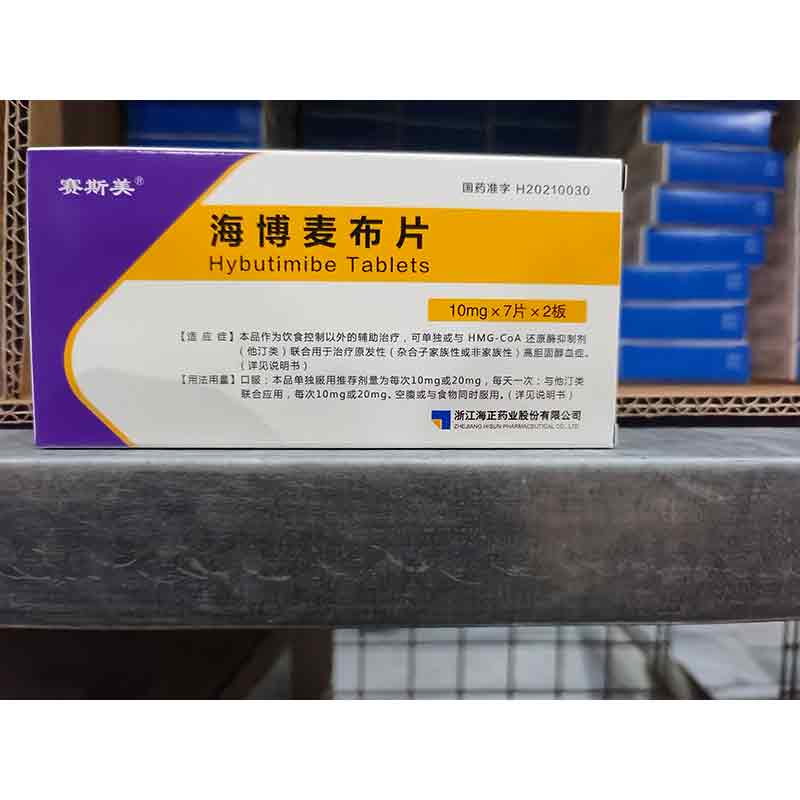 赛斯美®
国药准字 H20210030
海博麦布片
Hybutimibe Tablets
10mg×7片×2板
【适 应 症】本品作为饮食控制以外的辅助治疗,可单独或与 HMG-CoA 还原酶抑制剂
(他汀类)联合用于治疗原发性(杂合子家族性或非家族性)高胆固醇血症。
(详见说明书)
【用法用量】口服:本品单独服用推荐剂量为每次10mg或20mg,每天一次;与他汀类
联合应用,每次10mg或20mg。空腹或与食物同时服用。(详见说明书)
浙江海正药业股份有限公司
ZHEJIANG HISUN PHARMACEUTICAL CO., LTD.